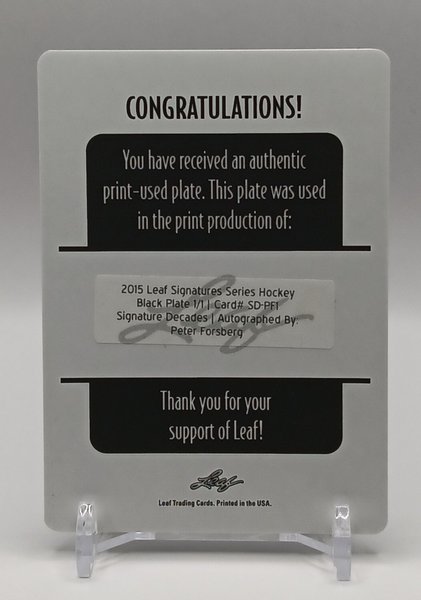 CONGRATULATIONS!
You have received an authentic
print-used plate. This plate was used
in the print production of:
2015 Leaf Signatures Series Hockey
Black Plate 1/1 | Card# SD-PF1
Signature Decades | Autographed By:
Peter Forsberg
Thank you for your
support of Leaf!
Leaf
Leaf Trading Cards. Printed in the USA.